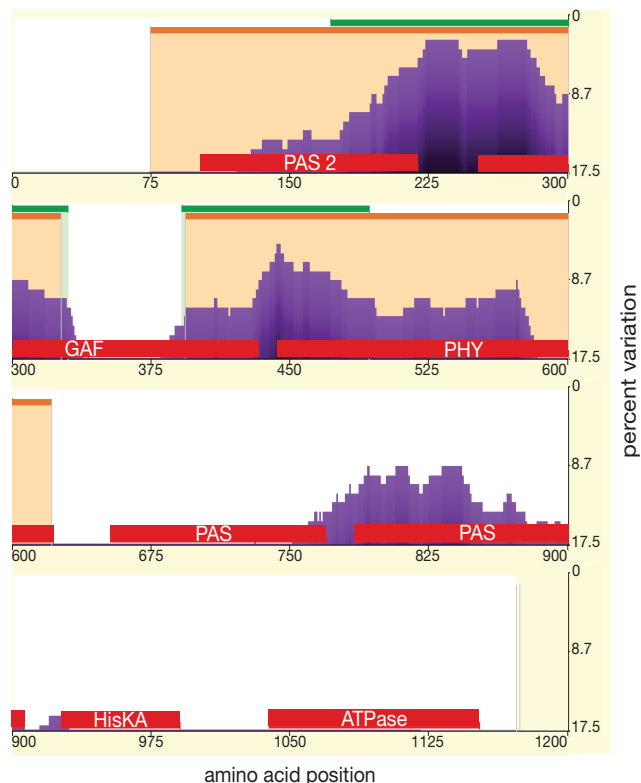 0
PAS 2
8.7
17.5
0 75 150 225 300
0
8.7
GAF PHY
17.5
300 375 450 525 600
percent variation
0
8.7
PAS PAS
17.5
600 675 750 825 900
0
8.7
HisKA ATPase
17.5
900 975 1050 1125 1200
amino acid position